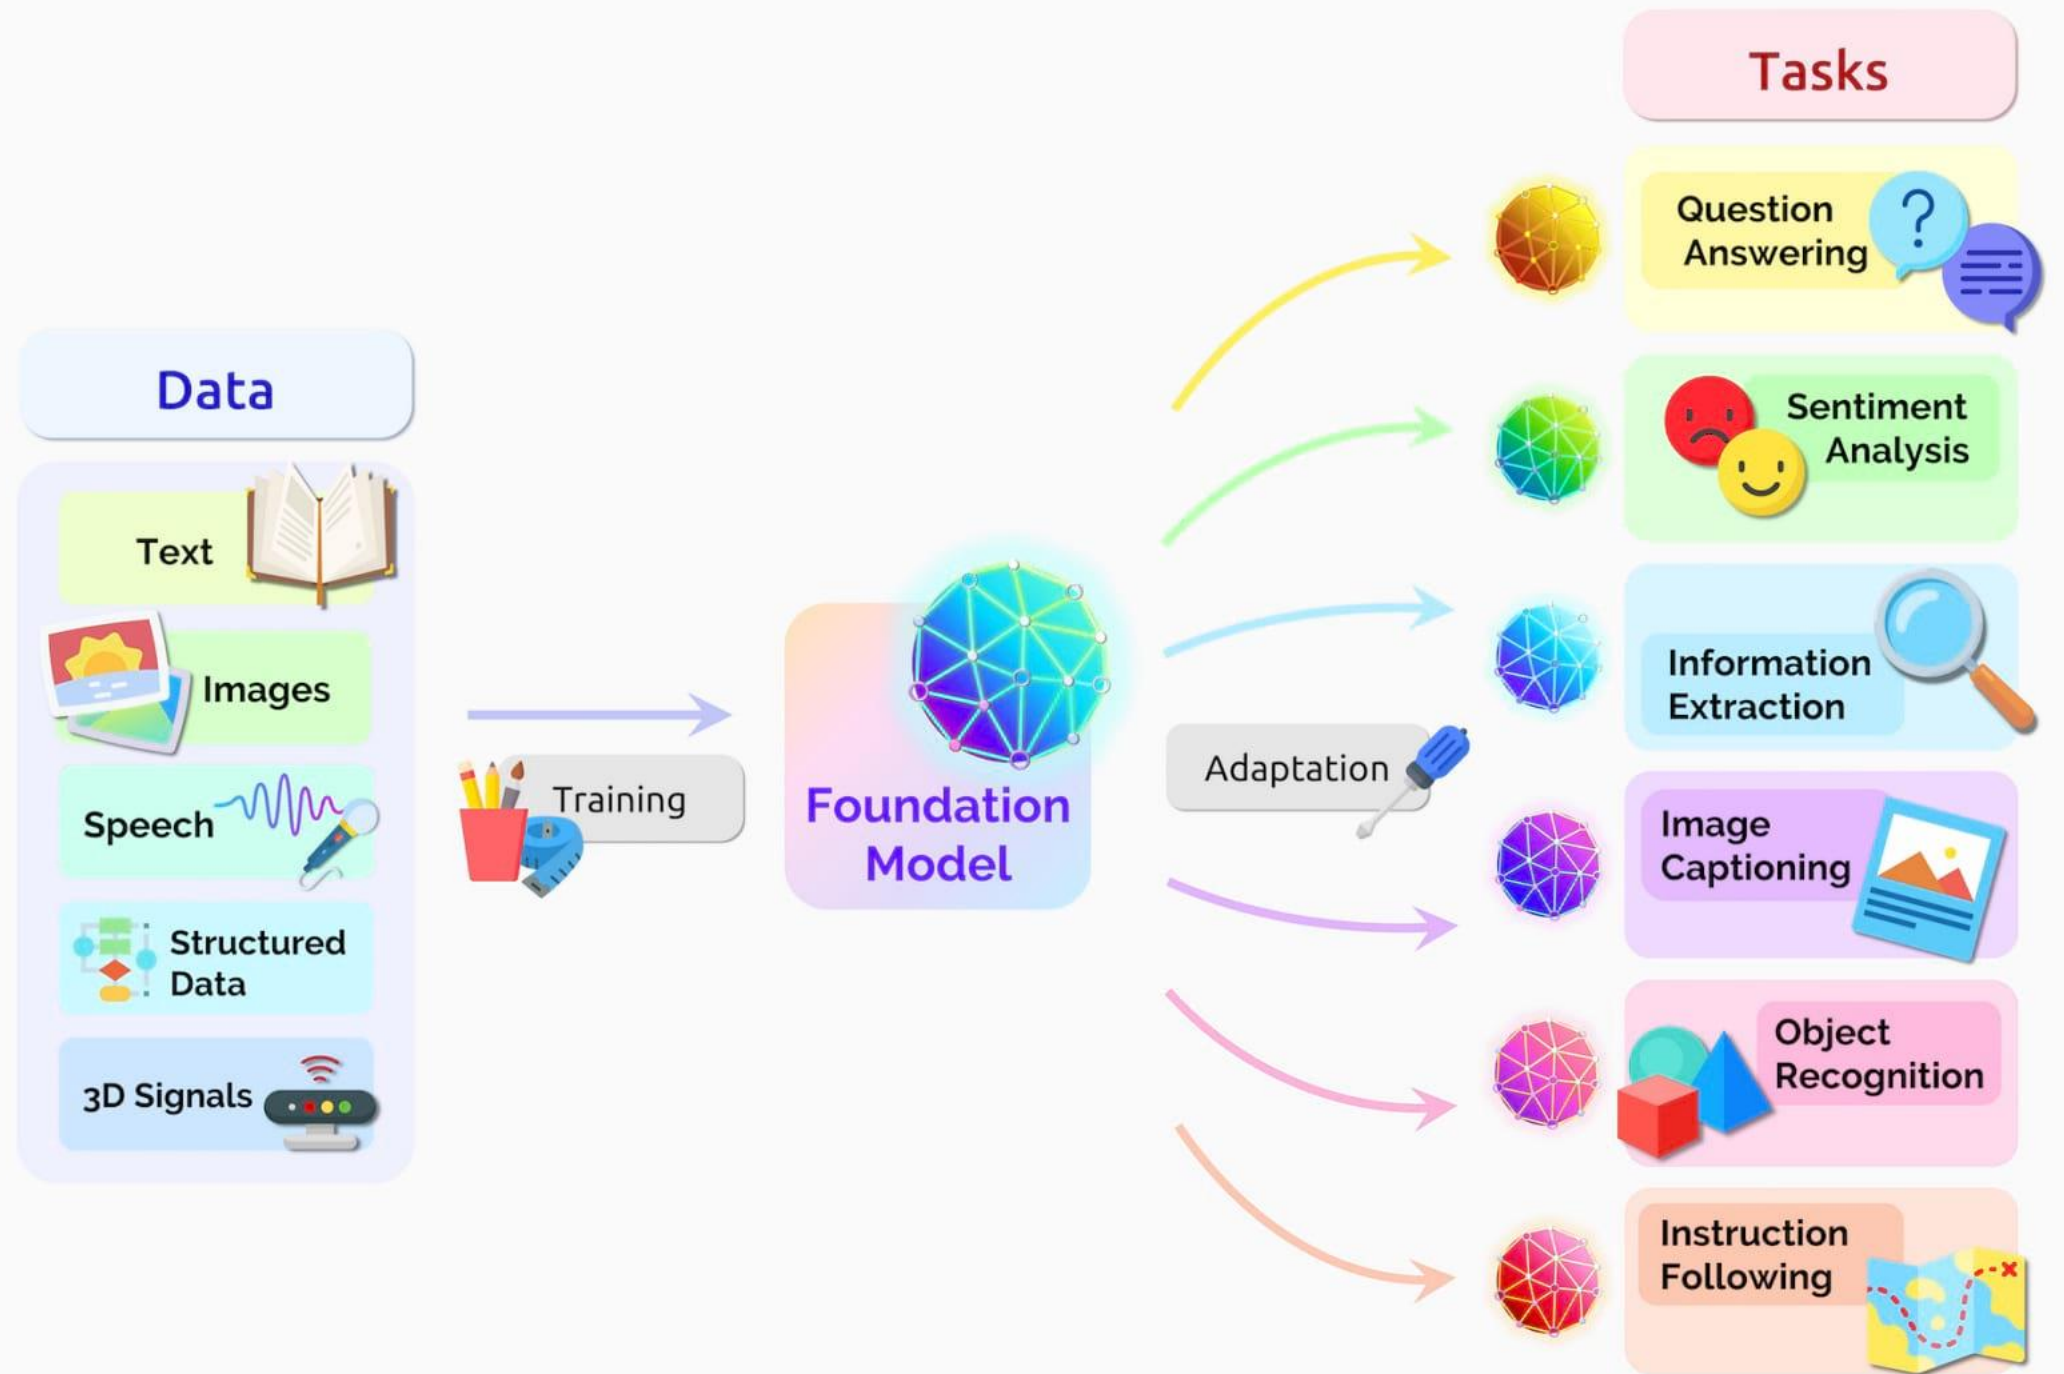 Data
Text
Images
Speech
Structured
Data
3D Signals
Training
Foundation
Model
Adaptation
Tasks
Question
Answering
Sentiment
Analysis
Information
Extraction
Image
Captioning
Object
Recognition
Instruction
Following